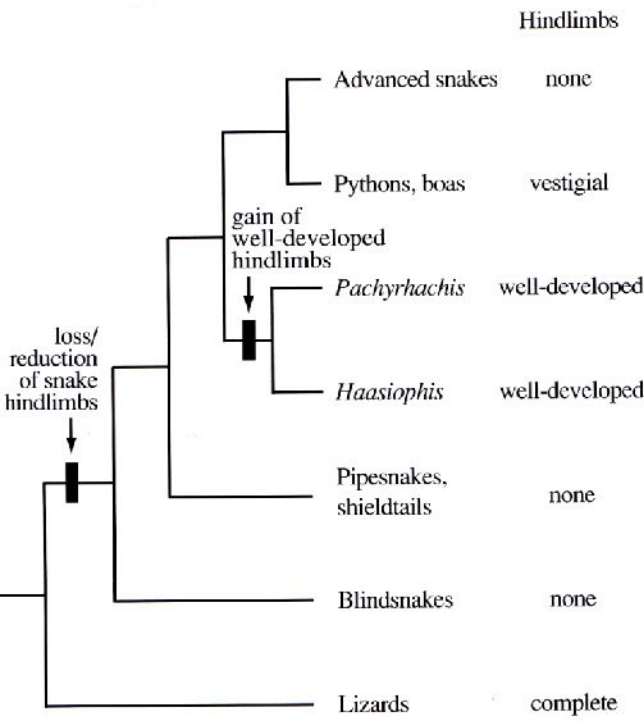 Hindlimbs
Advanced snakes none
Pythons, boas vestigial
gain of
well-developed
hindlimbs
Pachyrhachis well-developed
loss/
reduction
of snake
hindlimbs
Haasiophis well-developed
Pipesnakes,
shieldtails none
Blindsnakes none
Lizards complete